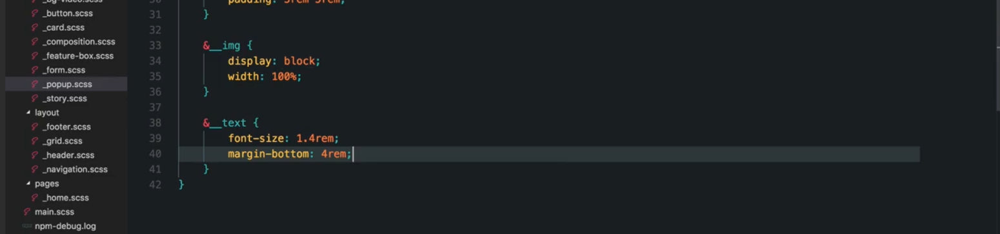 _bg-video.scss
_button.scss
_card.scss
_composition.scss
_feature-box.scss
_form.scss
_popup.scss
_story.scss
layout
_footer.scss
_grid.scss
_header.scss
_navigation.scss
pages
_home.scss
main.scss
npm-debug.log
30 padding: 3rem 5rem;
31 }
32
33 &__img {
34 display: block;
35 width: 100%;
36 }
37
38 &__text {
39 font-size: 1.4rem;
40 margin-bottom: 4rem;
41 }
42 }